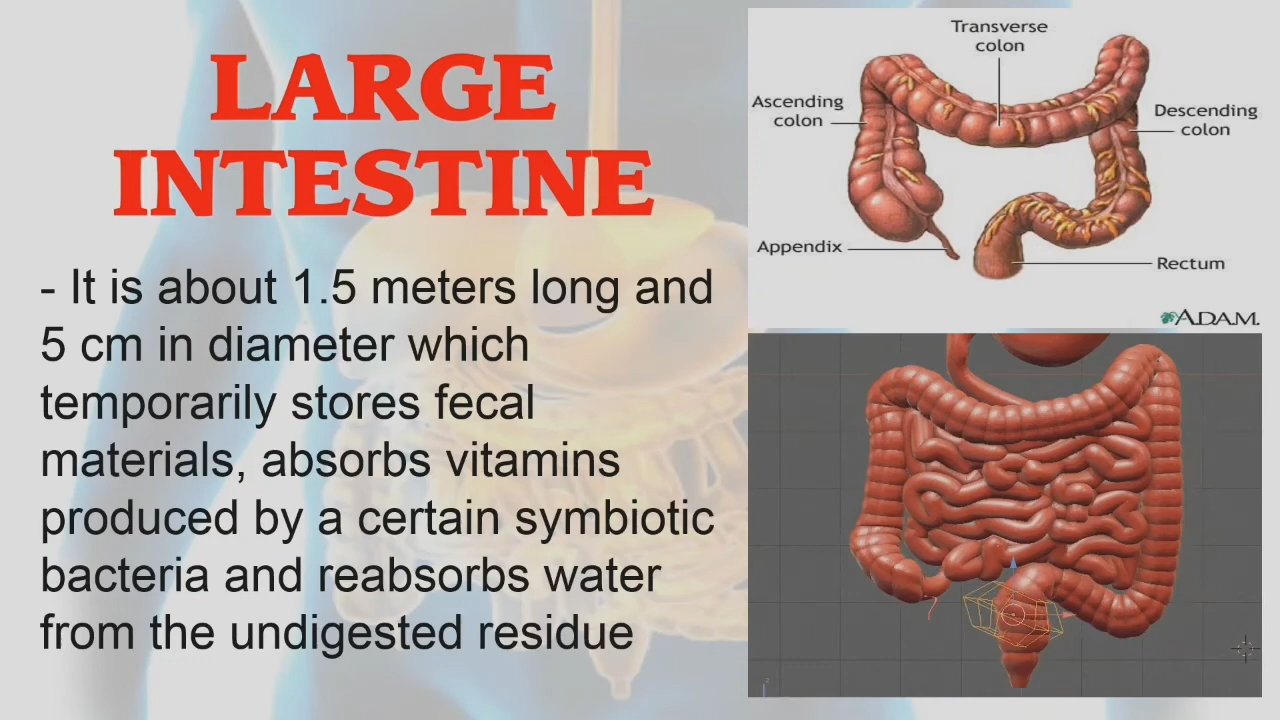 LARGE
INTESTINE
- It is about 1.5 meters long and
5 cm in diameter which
temporarily stores fecal
materials, absorbs vitamins
produced by a certain symbiotic
bacteria and reabsorbs water
from the undigested residue
Transverse
colon
Ascending
colon
Descending
colon
Appendix
Rectum
A.D.A.M.